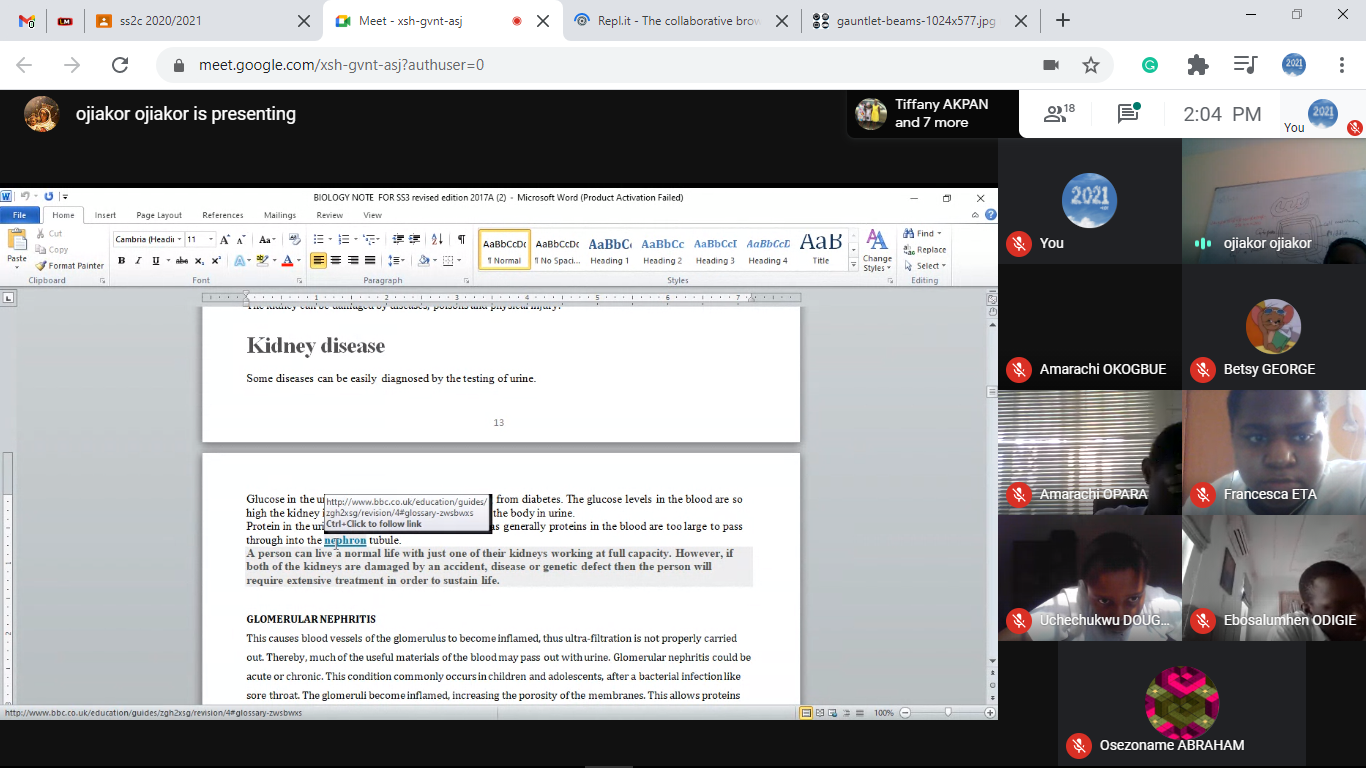 ss2c 2020/2021
Meet - xsh-gvnt-asj
Repl.it - The collaborative brow
gauntlet-beams-1024x577.jpg
meet.google.com/xsh-gvnt-asj?authuser=0
2021
ojiakor ojiakor is presenting
Tiffany AKPAN
and 7 more
18
2:04 PM
You
2021
BIOLOGY NOTE FOR SS3 revised edition 2017A (2) - Microsoft Word (Product Activation Failed)
File Home Insert Page Layout References Mailings Review View
Cut
Copy
Format Painter
Paste
Clipboard
Cambria (Headi 11
Font
Paragraph
AaBbCcDc AaBbCcDc AaBbC AaBbCc AaBbCcI AaBbCcD AaB
¶ Normal ¶ No Spaci... Heading 1 Heading 2 Heading 3 Heading 4 Title
Change
Styles
Styles
Find
Replace
Select
Editing
1 2 3 4 5 6 7
The kidney can be damaged by diseases, poisons and physical injury.
Kidney disease
Some diseases can be easily diagnosed by the testing of urine.
13
Glucose in the u from diabetes. The glucose levels in the blood are so
high the kidney the body in urine.
Protein in the uri as generally proteins in the blood are too large to pass
through into the nephron tubule.
http://www.bbc.co.uk/education/guides/
zgh2xsg/revision/4#glossary-zwsbwxs
Ctrl+Click to follow link
A person can live a normal life with just one of their kidneys working at full capacity. However, if
both of the kidneys are damaged by an accident, disease or genetic defect then the person will
require extensive treatment in order to sustain life.
GLOMERULAR NEPHRITIS
This causes blood vessels of the glomerulus to become inflamed, thus ultra-filtration is not properly carried
out. Thereby, much of the useful materials of the blood may pass out with urine. Glomerular nephritis could be
acute or chronic. This condition commonly occurs in children and adolescents, after a bacterial infection like
sore throat. The glomeruli become inflamed, increasing the porosity of the membranes. This allows proteins
http://www.bbc.co.uk/education/guides/zgh2xsg/revision/4#glossary-zwsbwxs
100%
2021
You
ojiakor ojiakor
Amarachi OKOGBUE
Betsy GEORGE
Amarachi OPARA
Francesca ETA
Uchechukwu DOUG...
Ebosalumhen ODIGIE
Osezoname ABRAHAM